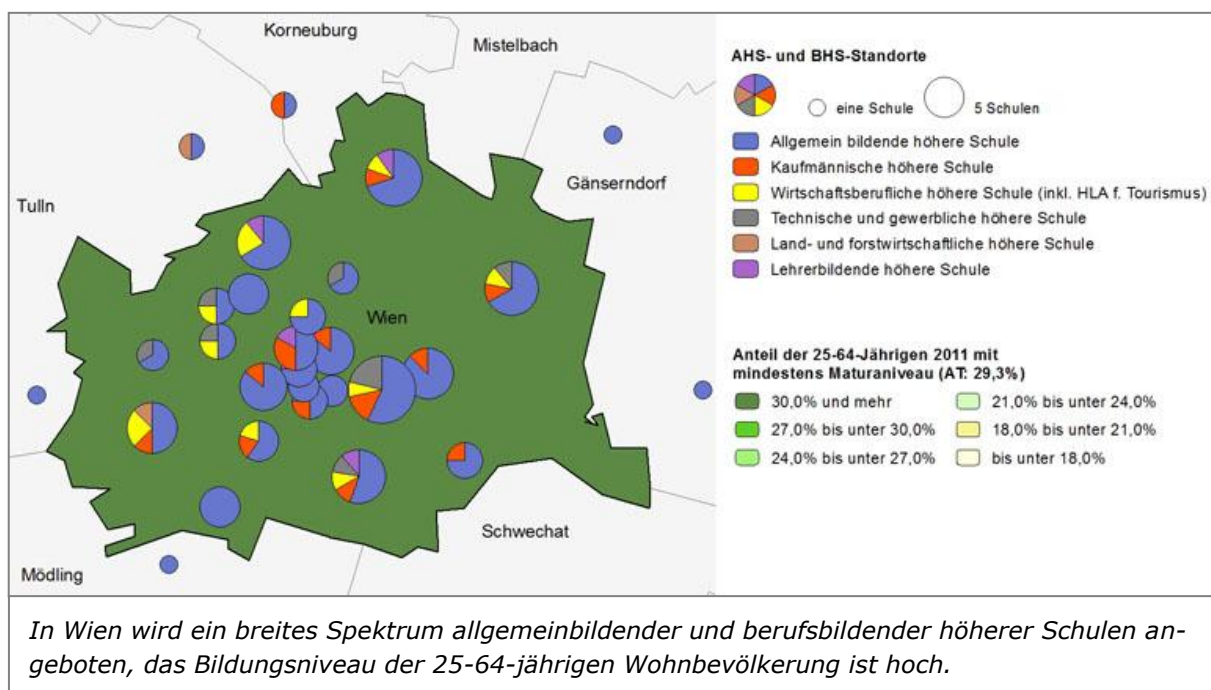 Korneuburg
Mistelbach
Gänserndorf
Tulln
Wien
Schwechat
Mödling
AHS- und BHS-Standorte
eine Schule
5 Schulen
Allgemein bildende höhere Schule
Kaufmännische höhere Schule
Wirtschaftsberufliche höhere Schule (inkl. HLA f. Tourismus)
Technische und gewerbliche höhere Schule
Land- und forstwirtschaftliche höhere Schule
Lehrerbildende höhere Schule
Anteil der 25-64-Jährigen 2011 mit
mindestens Maturaniveau (AT: 29,3%)
30,0% und mehr
21,0% bis unter 24,0%
27,0% bis unter 30,0%
18,0% bis unter 21,0%
24,0% bis unter 27,0%
bis unter 18,0%
In Wien wird ein breites Spektrum allgemeinbildender und berufsbildender höherer Schulen an-
geboten, das Bildungsniveau der 25-64-jährigen Wohnbevölkerung ist hoch.